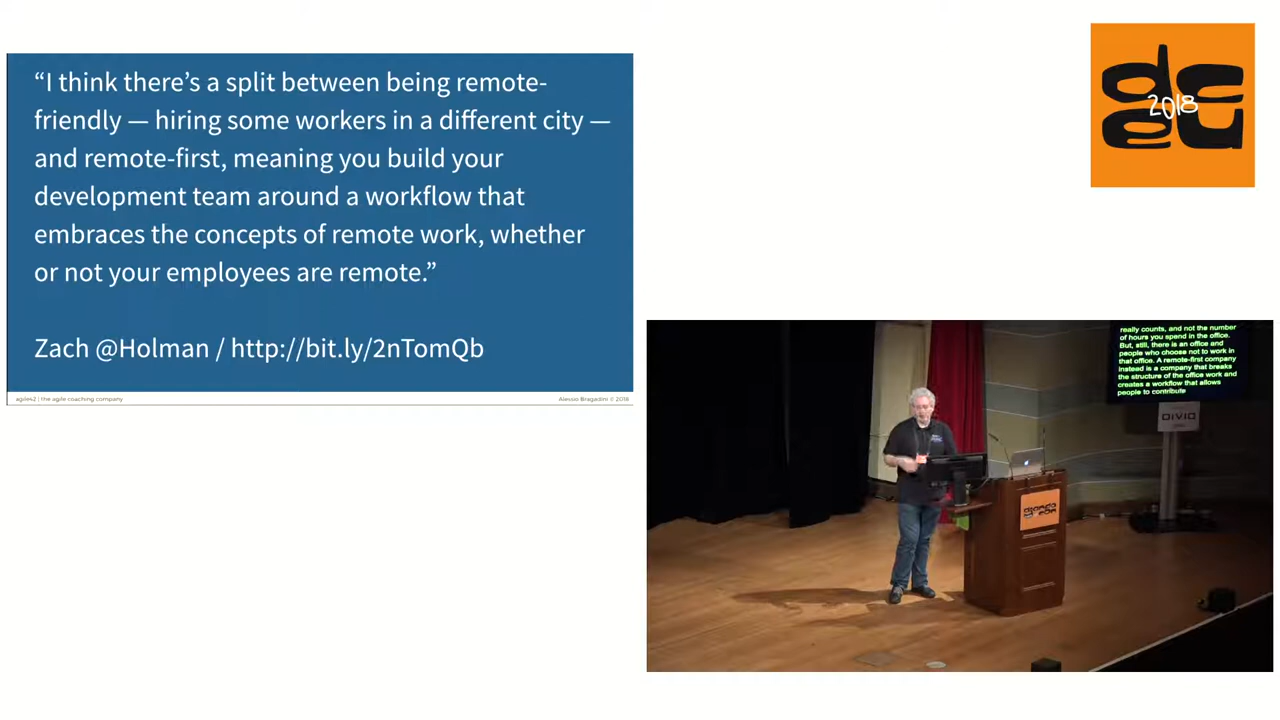 “I think there’s a split between being remote-
friendly — hiring some workers in a different city —
and remote-first, meaning you build your
development team around a workflow that
embraces the concepts of remote work, whether
or not your employees are remote.”
Zach @Holman / http://bit.ly/2nTomQb
agile42 | the agile coaching company
Alessio Bragadini © 2018
2018
really counts, and not the number
of hours you spend in the office.
But, still, there is an office and
people who choose not to work in
that office. A remote-first company
instead is a company that breaks
the structure of the office work and
creates a workflow that allows
people to contribute
DIVIO